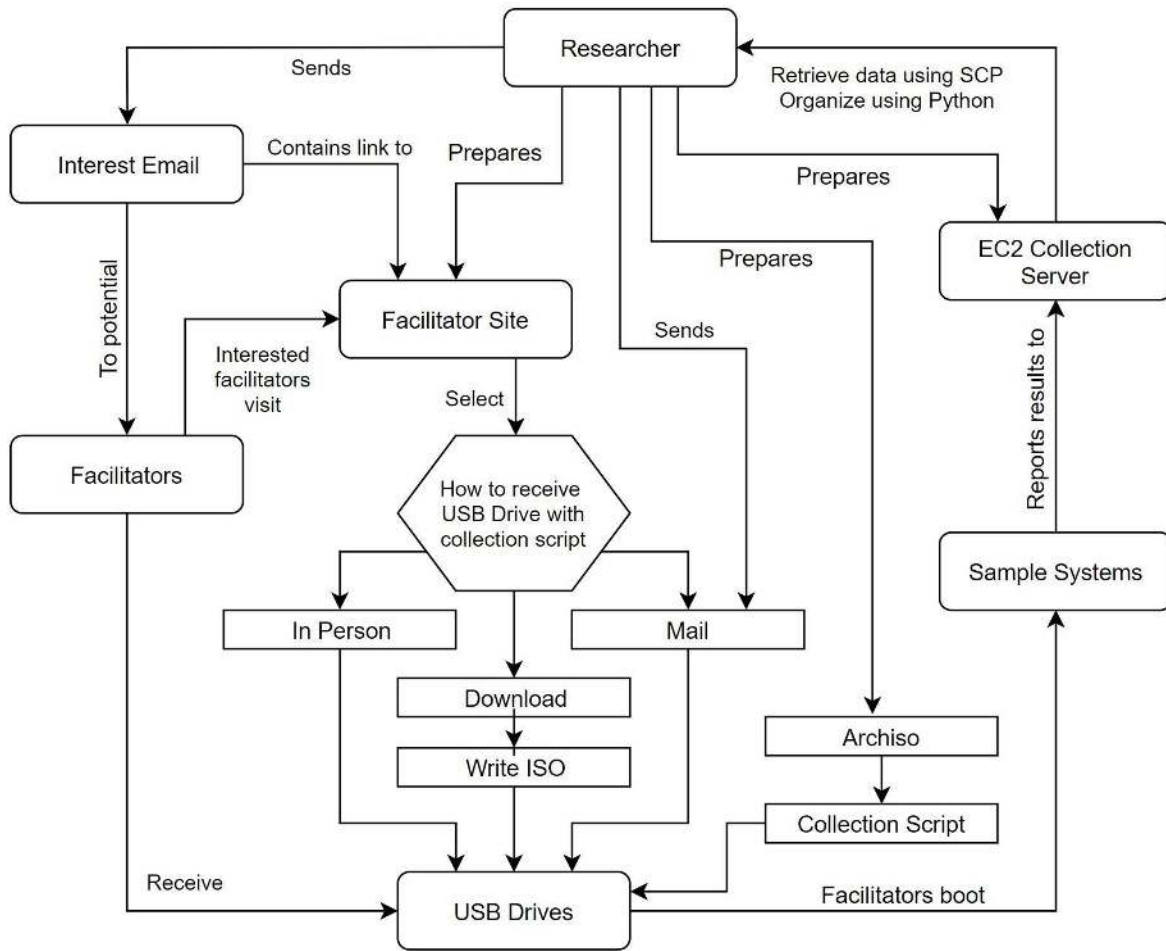 Researcher
Sends
Retrieve data using SCP
Organize using Python
Interest Email
Contains link to
Prepares
Prepares
EC2 Collection
Server
Prepares
To potential
Facilitator Site
Sends
Interested
facilitators
visit
Select
Reports results to
Facilitators
How to receive
USB Drive with
collection script
Sample Systems
In Person
Mail
Download
Archiso
Write ISO
Collection Script
Receive
USB Drives
Facilitators boot